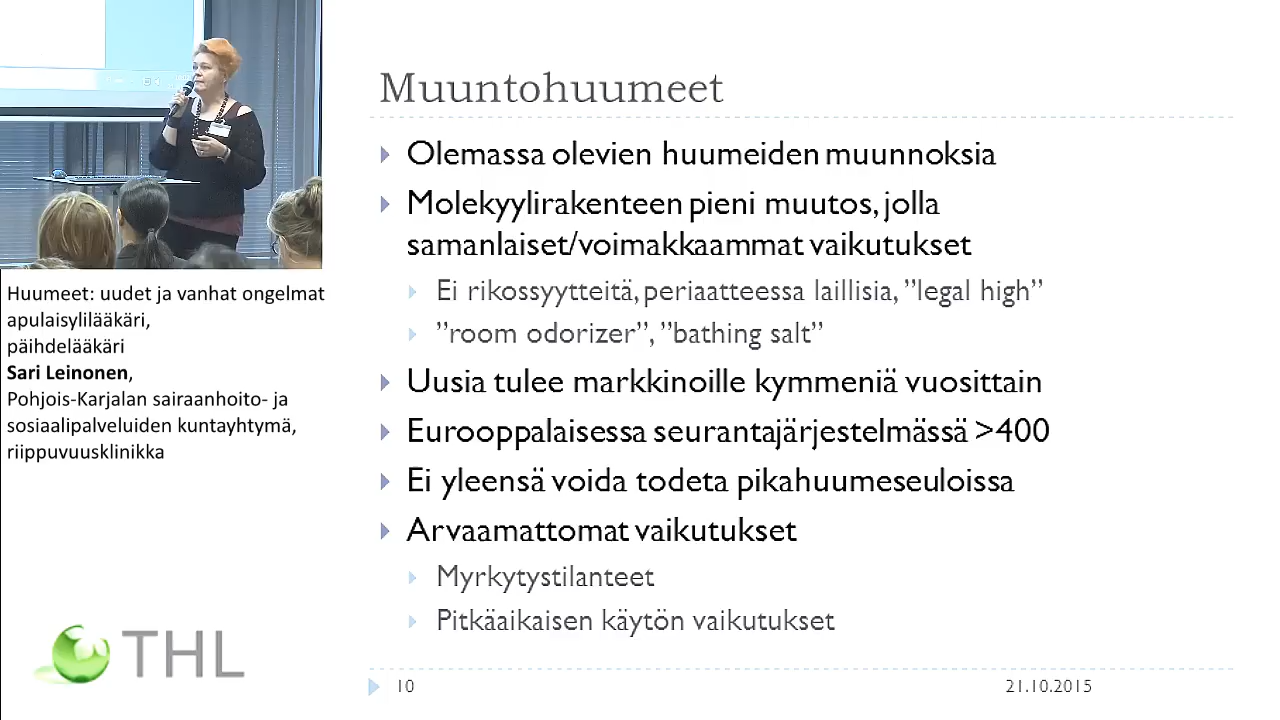 Muuntohuumeet
Olemassa olevien huumeiden muunnoksia
Molekyylirakenteen pieni muutos, jolla
samanlaiset/voimakkaammat vaikutukset
Ei rikossyytteitä, periaatteessa laillisia, ”legal high”
”room odorizer”, ”bathing salt”
Uusia tulee markkinoille kymmeniä vuosittain
Eurooppalaisessa seurantajärjestelmässä >400
Ei yleensä voida todeta pikahuumeseuloissa
Arvaamattomat vaikutukset
Myrkytystilanteet
Pitkäaikaisen käytön vaikutukset
10
21.10.2015
Huumeet: uudet ja vanhat ongelmat
apulaisylilääkäri,
päihdelääkäri
Sari Leinonen,
Pohjois-Karjalan sairaanhoito- ja
sosiaalipalveluiden kuntayhtymä,
riippuvuusklinikka
THL